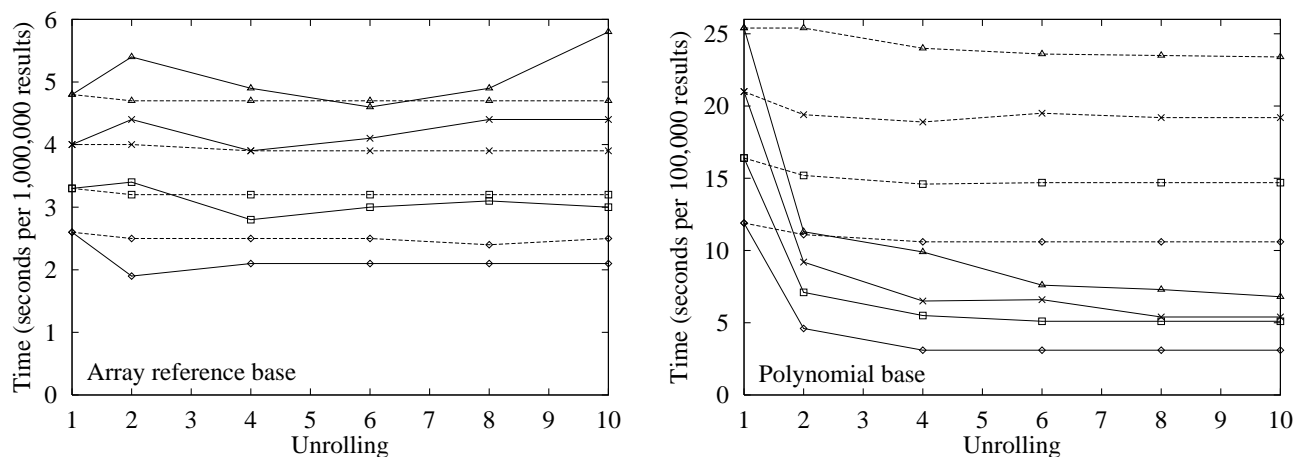 Time (seconds per 1,000,000 results)
6
5
4
3
2
1
0
Array reference base
1 2 3 4 5 6 7 8 9 10
Unrolling
Time (seconds per 100,000 results)
25
20
15
10
5
0
Polynomial base
1 2 3 4 5 6 7 8 9 10
Unrolling